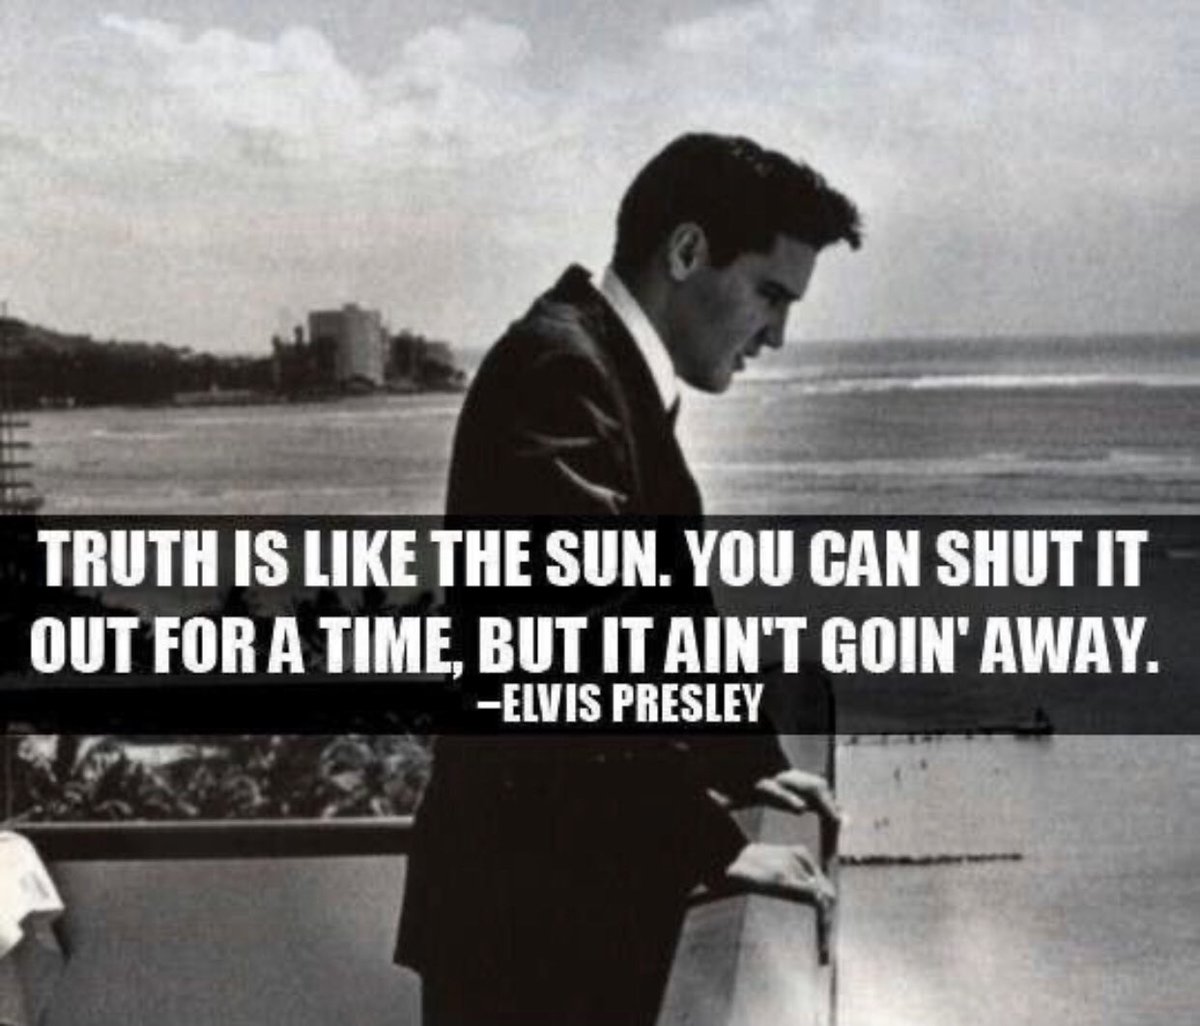 TRUTH IS LIKE THE SUN. YOU CAN SHUT IT
OUT FOR A TIME, BUT IT AIN'T GOIN' AWAY.
–ELVIS PRESLEY